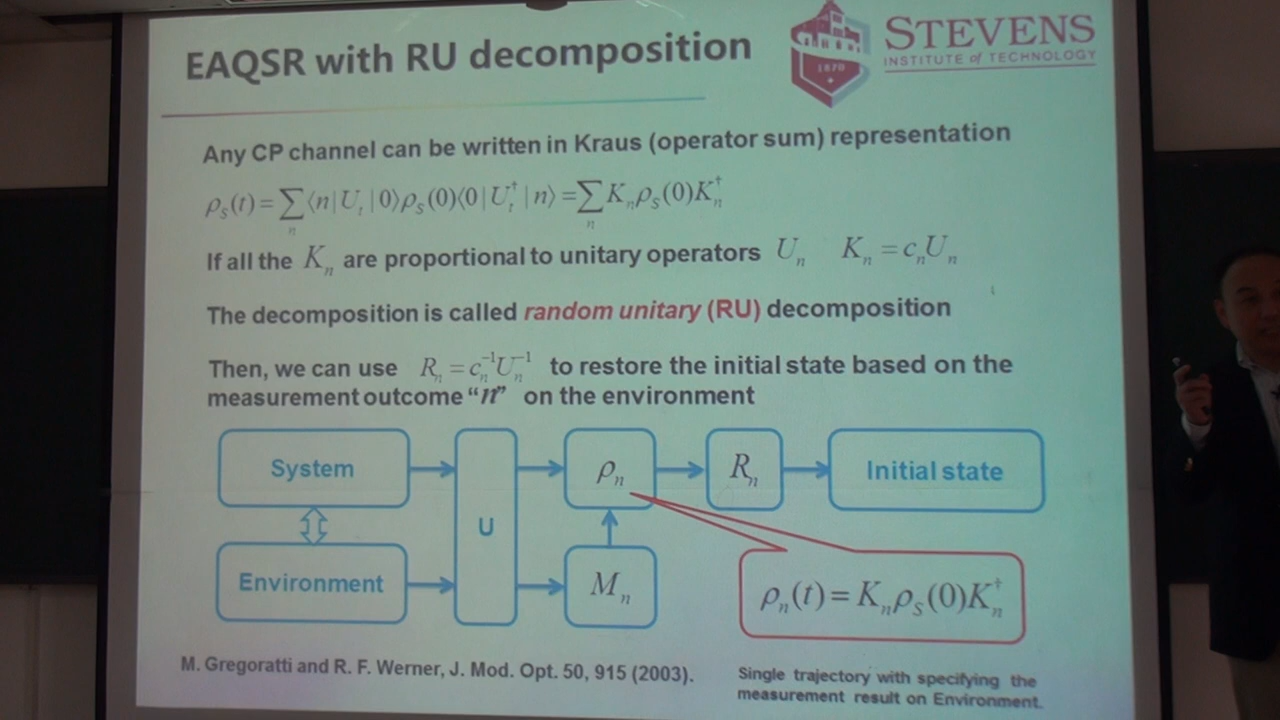 EAQSR with RU decomposition
1870
STEVENS
INSTITUTE of TECHNOLOGY
Any CP channel can be written in Kraus (operator sum) representation
ρ_S(t) = ∑_n ⟨n|U_t|0⟩ρ_S(0)⟨0|U_t^†|n⟩ = ∑_n K_n ρ_S(0)K_n^†
If all the K_n are proportional to unitary operators U_n K_n = c_n U_n
The decomposition is called random unitary (RU) decomposition
Then, we can use R_n = c_n^{-1}U_n^{-1} to restore the initial state based on the
measurement outcome “n” on the environment
System
U
ρ_n
R_n
Initial state
Environment
M_n
ρ_n(t) = K_n ρ_S(0)K_n^†
M. Gregoratti and R. F. Werner, J. Mod. Opt. 50, 915 (2003).
Single trajectory with specifying the
measurement result on Environment.